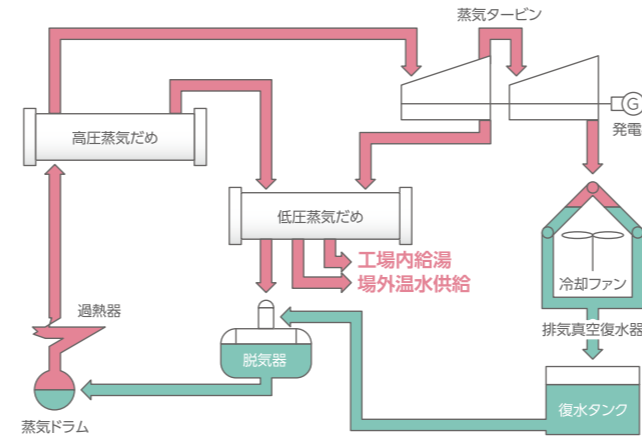 蒸気タービン
G
発電
高圧蒸気だめ
低圧蒸気だめ
工場内給湯
場外温水供給
冷却ファン
過熱器
排気真空復水器
脱気器
復水タンク
蒸気ドラム